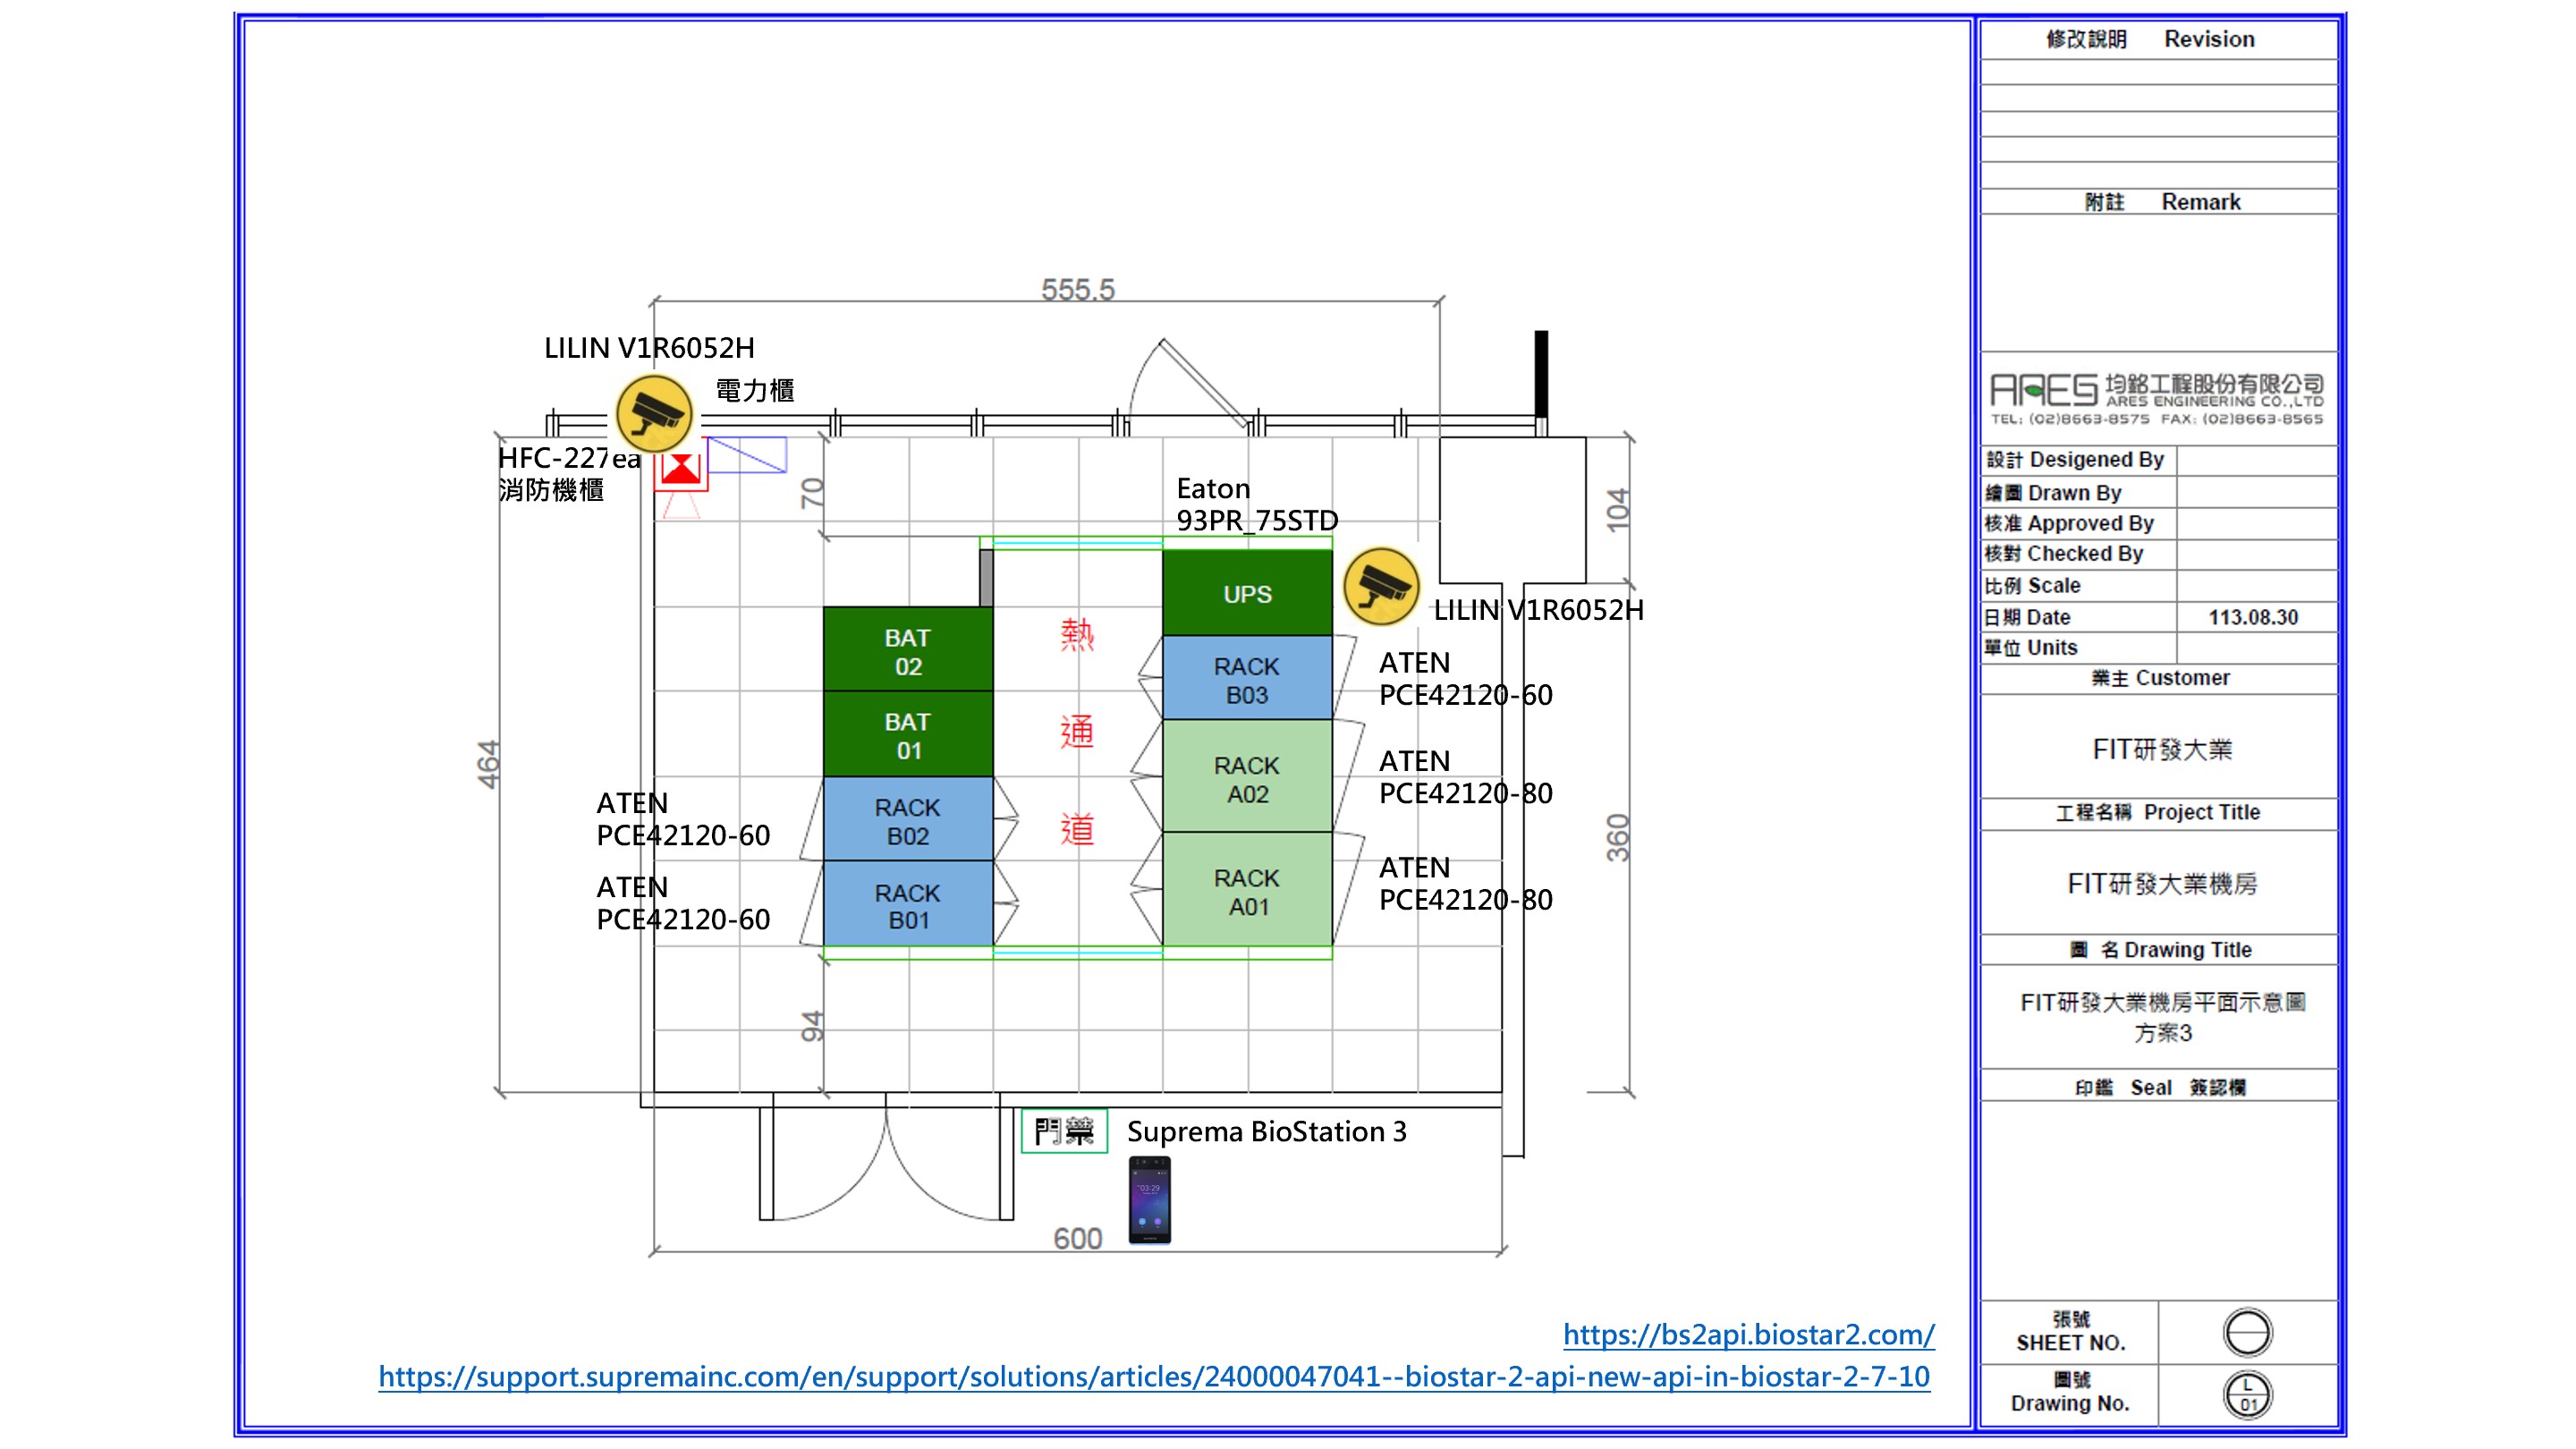 555.5
LILIN V1R6052H
電力櫃
HFC-227ea
消防機櫃
70
Eaton
93PR_75STD
104
UPS
LILIN V1R6052H
BAT
02
熱
通
道
RACK
B03
ATEN
PCE42120-60
BAT
01
464
RACK
A02
ATEN
PCE42120-80
ATEN
PCE42120-60
RACK
B02
360
ATEN
PCE42120-60
RACK
B01
RACK
A01
ATEN
PCE42120-80
94
門禁
Suprema BioStation 3
03:29
600
https://bs2api.biostar2.com/
https://support.supremainc.com/en/support/solutions/articles/24000047041--biostar-2-api-new-api-in-biostar-2-7-10
修改說明 Revision
附註 Remark
ARES 均銘工程股份有限公司
ARES ENGINEERING CO.,LTD
TEL: (02)8663-8575 FAX: (02)8663-8565
設計 Desigened By
繪圖 Drawn By
核准 Approved By
核對 Checked By
比例 Scale
日期 Date 113.08.30
單位 Units
業主 Customer
FIT研發大業
工程名稱 Project Title
FIT研發大業機房
圖 名 Drawing Title
FIT研發大業機房平面示意圖
方案3
印鑑 Seal 簽認欄
張號
SHEET NO.
圖號
Drawing No.
L
01